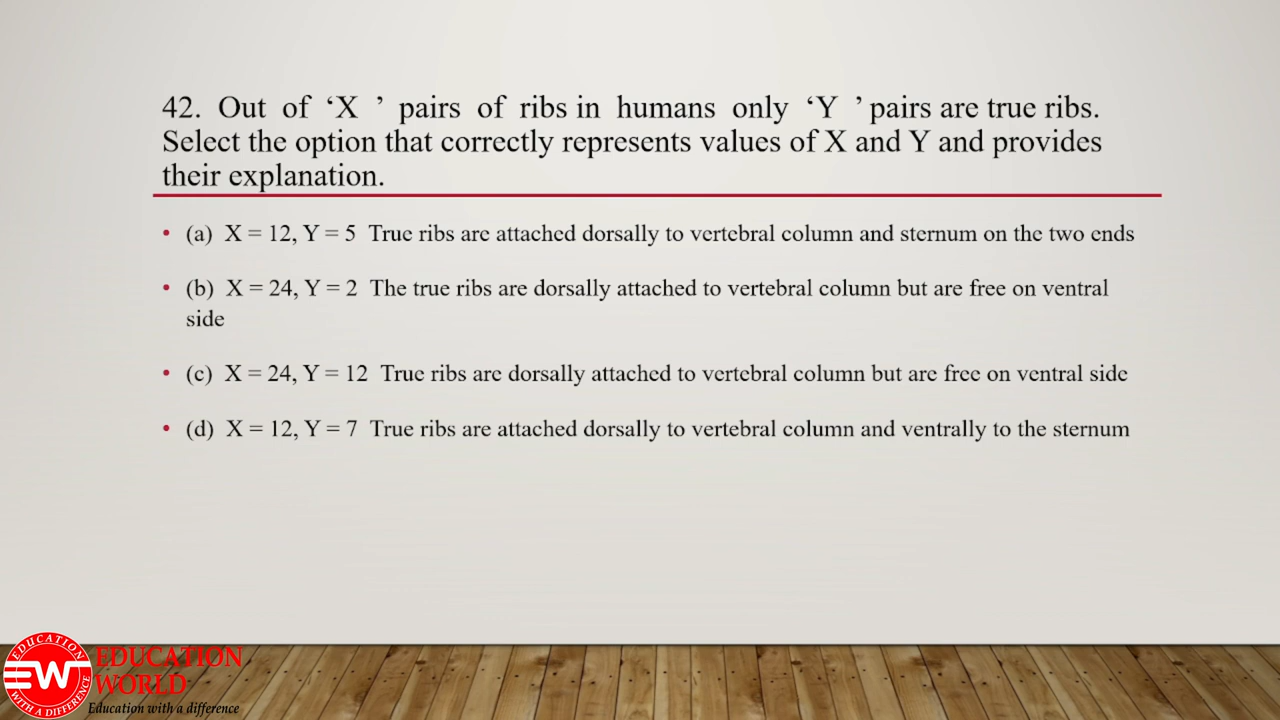 42. Out of ‘X ’ pairs of ribs in humans only ‘Y ’ pairs are true ribs.
Select the option that correctly represents values of X and Y and provides
their explanation.
• (a) X = 12, Y = 5 True ribs are attached dorsally to vertebral column and sternum on the two ends
• (b) X = 24, Y = 2 The true ribs are dorsally attached to vertebral column but are free on ventral
side
• (c) X = 24, Y = 12 True ribs are dorsally attached to vertebral column but are free on ventral side
• (d) X = 12, Y = 7 True ribs are attached dorsally to vertebral column and ventrally to the sternum
EDUCATION
EW
WITH A DIFFERENCE
EDUCATION
WORLD
Education with a difference